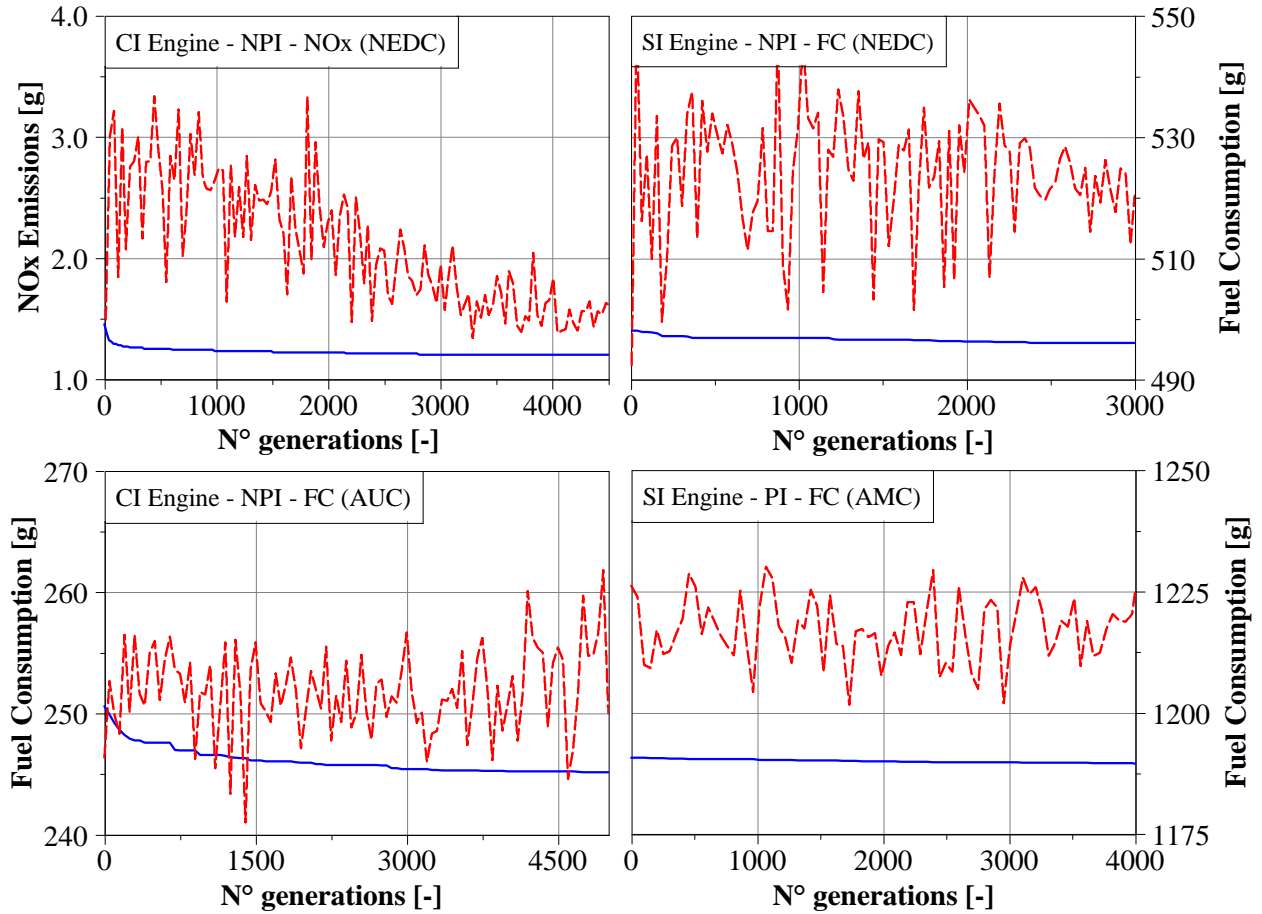 4.0
CI Engine - NPI - NOx (NEDC)
3.0
2.0
1.0
NOx Emissions [g]
0
1000
2000
3000
4000
N° generations [-]
SI Engine - NPI - FC (NEDC)
550
530
510
490
Fuel Consumption [g]
0
1000
2000
3000
N° generations [-]
270
CI Engine - NPI - FC (AUC)
260
250
240
Fuel Consumption [g]
0
1500
3000
4500
N° generations [-]
SI Engine - PI - FC (AMC)
1250
1225
1200
1175
Fuel Consumption [g]
0
1000
2000
3000
4000
N° generations [-]